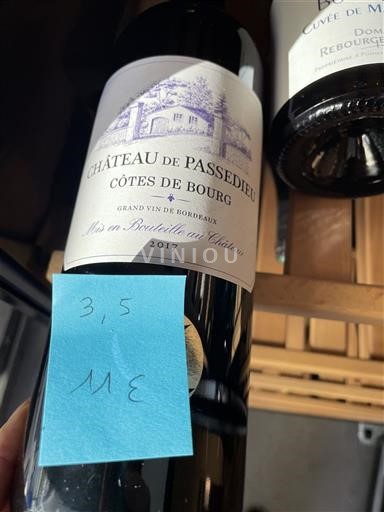 CHÂTEAU DE PASSEDIEU
CÔTES DE BOURG
GRAND VIN DE BORDEAUX
Mis en Bouteille au Château
2017
VINIOU
3,5
11 €
CUVÉE DE
DOM
REBOURGE